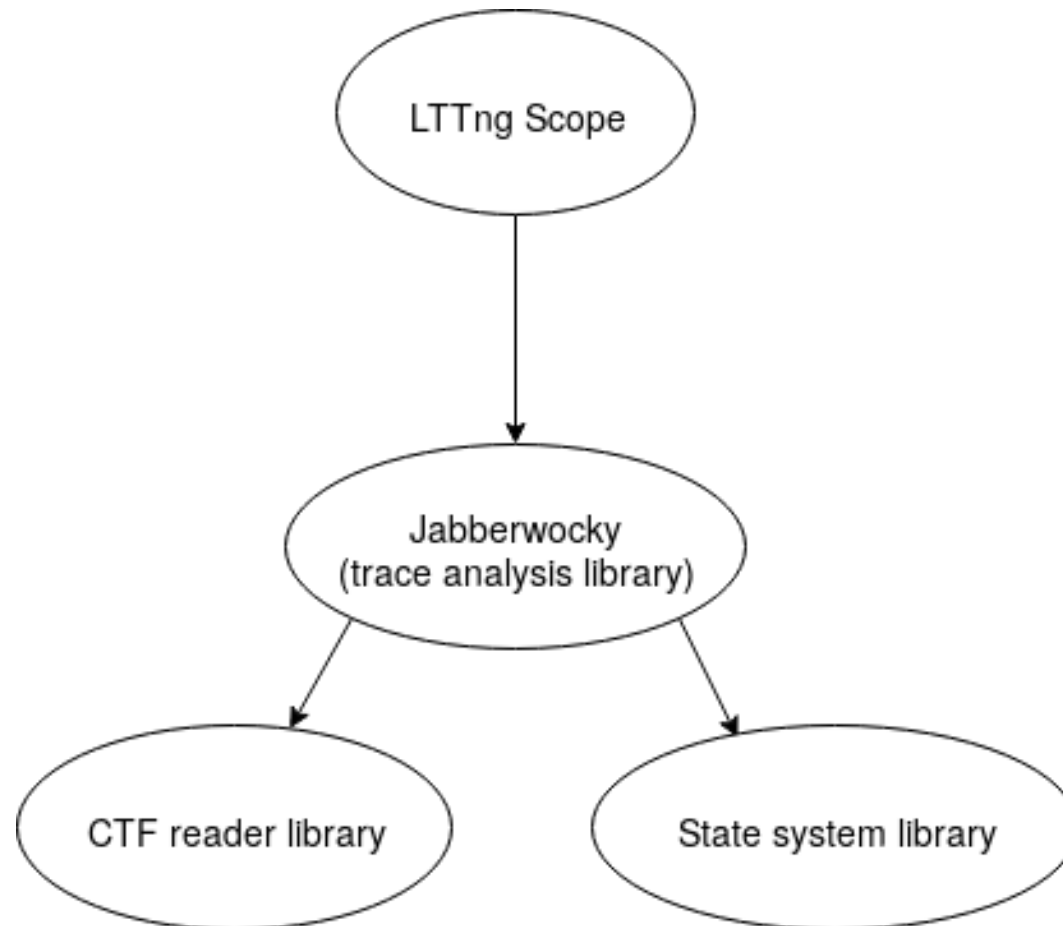 LTTng Scope
Jabberwocky
(trace analysis library)
CTF reader library
State system library